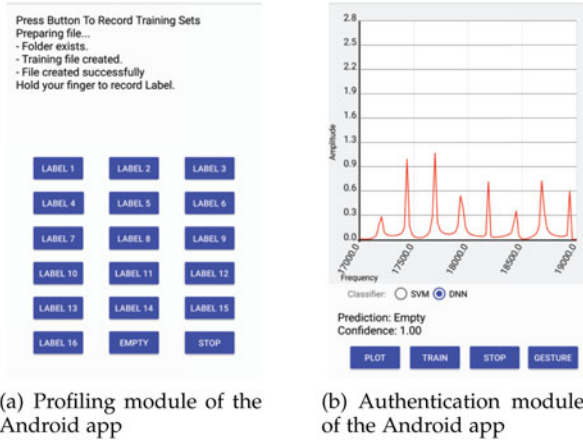 Press Button To Record Training Sets
Preparing file...
- Folder exists.
- Training file created.
- File created successfully
Hold your finger to record Label.
LABEL 1 LABEL 2 LABEL 3
LABEL 4 LABEL 5 LABEL 6
LABEL 7 LABEL 8 LABEL 9
LABEL 10 LABEL 11 LABEL 12
LABEL 13 LABEL 14 LABEL 15
LABEL 16 EMPTY STOP
(a) Profiling module of the
Android app
2.8
2.5
2.2
1.9
1.6
1.3
0.9
0.6
0.3
0.0
Amplitude
17000.0 17500.0 18000.0 18500.0 19000.0
Frequency
Classifier: SVM DNN
Prediction: Empty
Confidence: 1.00
PLOT TRAIN STOP GESTURE
(b) Authentication module
of the Android app